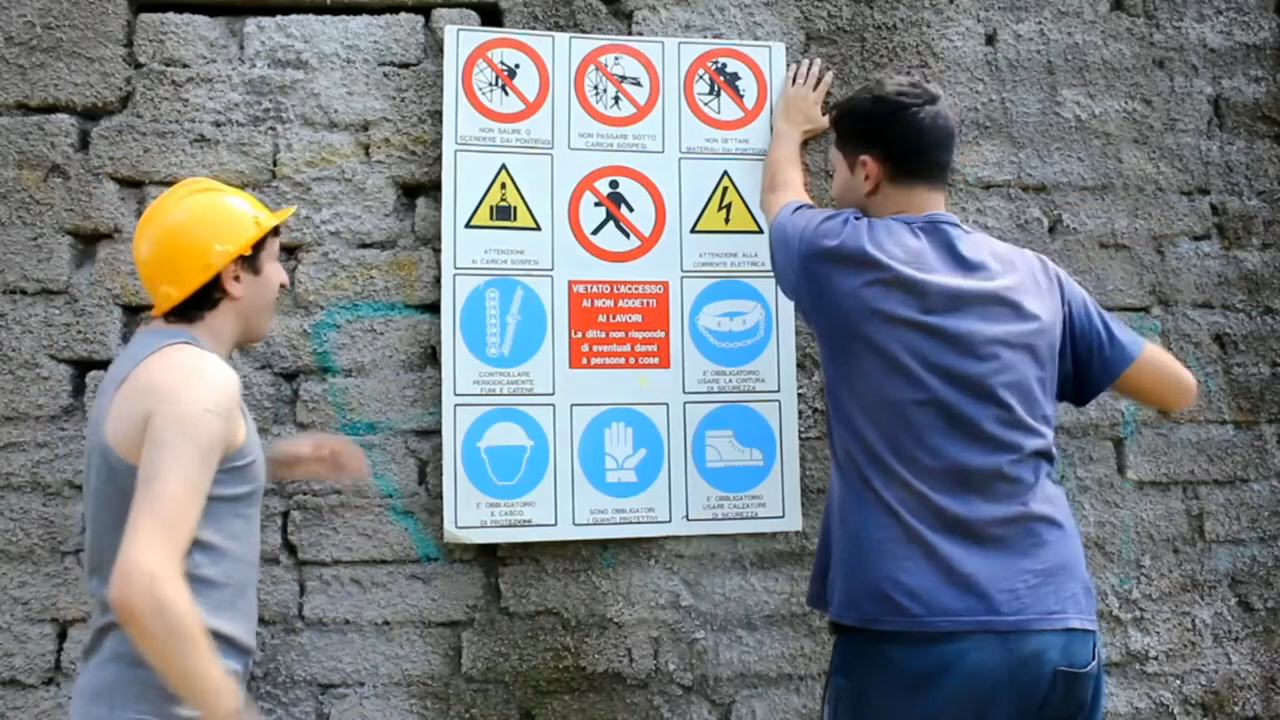 NON SALIRE O
SCENDERE DAI PONTEGGI
NON PASSARE SOTTO
CARICHI SOSPESI
NON GETTARE
MATERIALI DAI PONTEGGI
ATTENZIONE
AI CARICHI SOSPESI
ATTENZIONE ALLA
CORRENTE ELETTRICA
CONTROLLARE
PERIODICAMENTE
FUNI E CATENE
VIETATO L'ACCESSO
AI NON ADDETTI
AI LAVORI
La ditta non risponde
di eventuali danni
a persone o cose
E' OBBLIGATORIO
USARE LA CINTURA
DI SICUREZZA
E' OBBLIGATORIO
IL CASCO
DI PROTEZIONE
SONO OBBLIGATORI
I GUANTI PROTETTIVI
E' OBBLIGATORIO
USARE CALZATURE
DI SICUREZZA